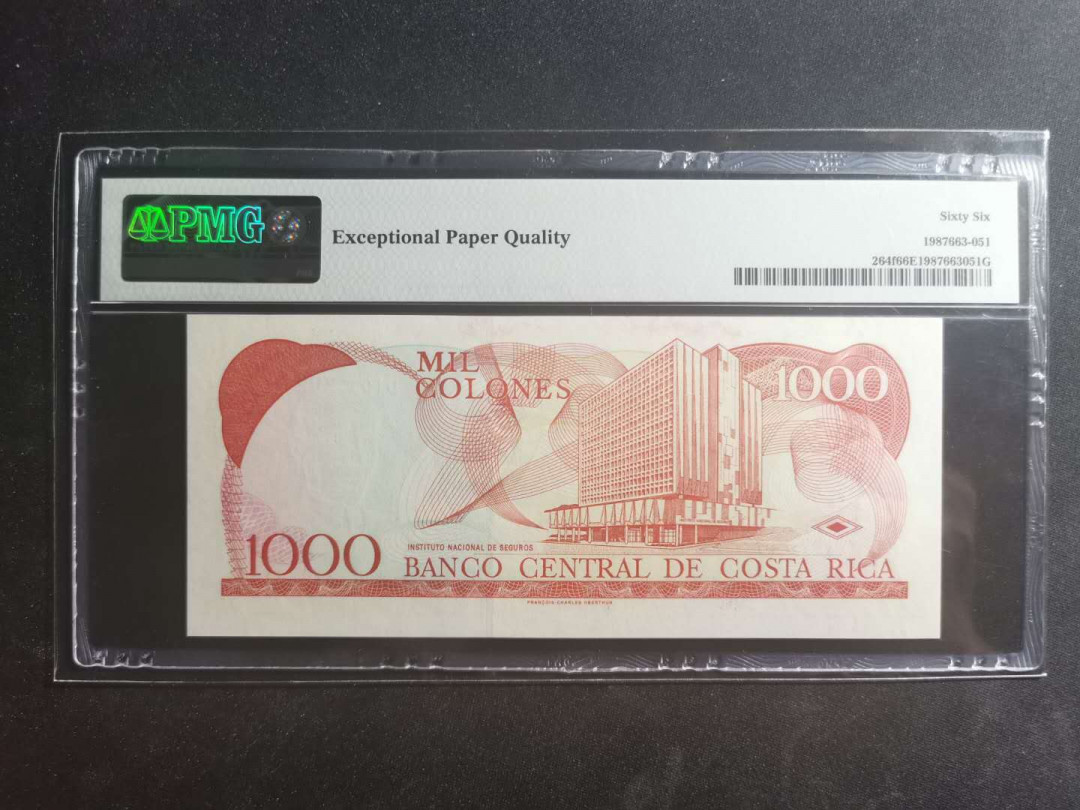 PMG
Exceptional Paper Quality
Sixty Six
1987663-051
264f66E1987663051G
MIL
COLONES
1000
1000
INSTITUTO NACIONAL DE SEGUROS
BANCO CENTRAL DE COSTA RICA
FRANÇOIS-CHARLES OBERTHUR